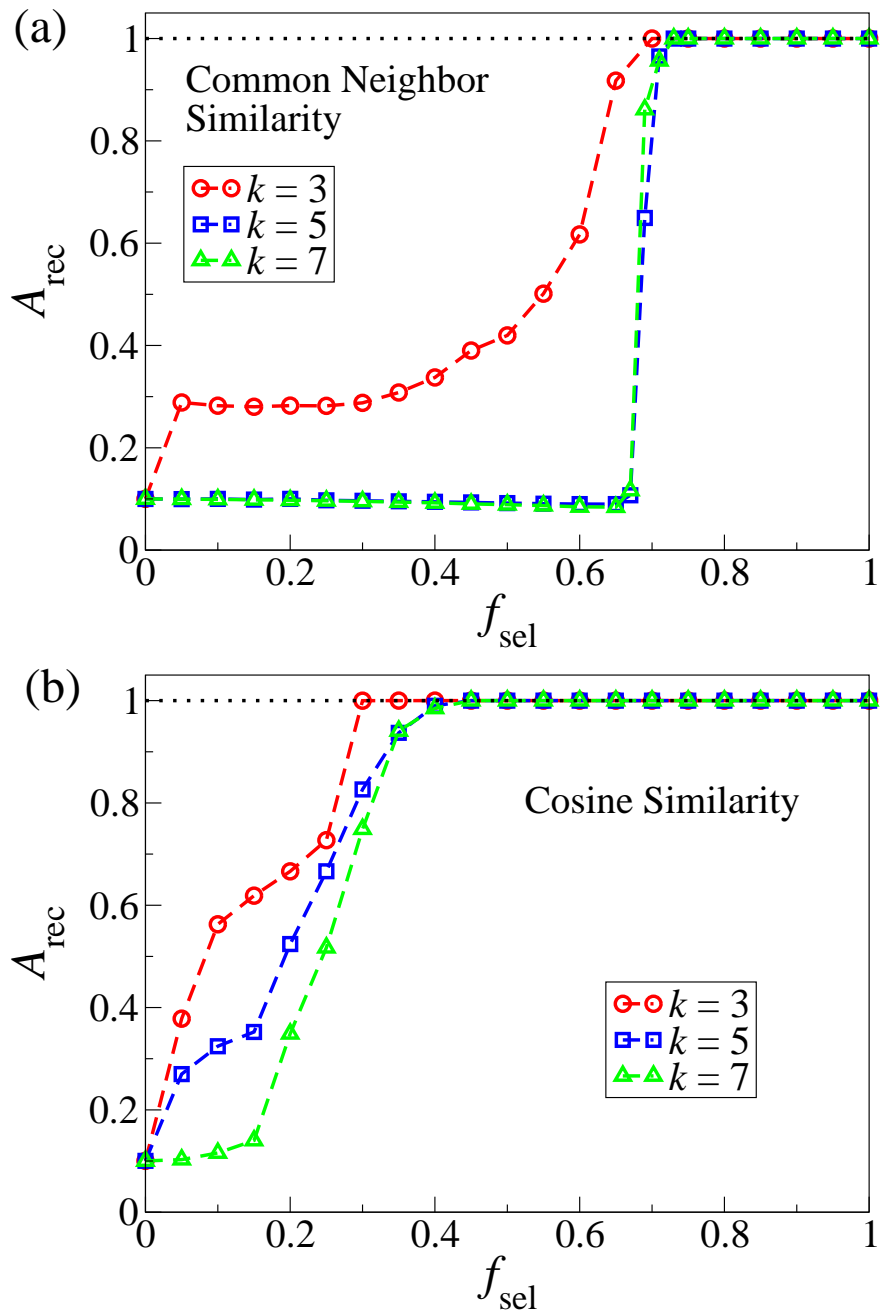 (a)
1
0.8
0.6
0.4
0.2
0
A_rec
Common Neighbor
Similarity
k = 3
k = 5
k = 7
0 0.2 0.4 0.6 0.8 1
f_sel
(b)
1
0.8
0.6
0.4
0.2
0
A_rec
Cosine Similarity
k = 3
k = 5
k = 7
0 0.2 0.4 0.6 0.8 1
f_sel